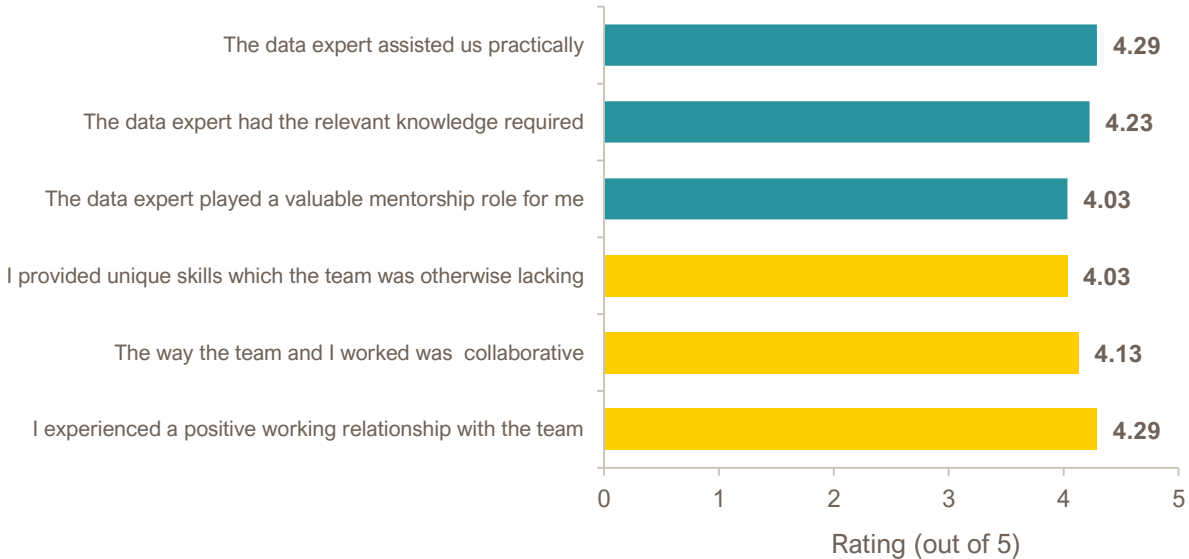 The data expert assisted us practically 4.29
The data expert had the relevant knowledge required 4.23
The data expert played a valuable mentorship role for me 4.03
I provided unique skills which the team was otherwise lacking 4.03
The way the team and I worked was  collaborative 4.13
I experienced a positive working relationship with the team 4.29
0 1 2 3 4 5
Rating (out of 5)